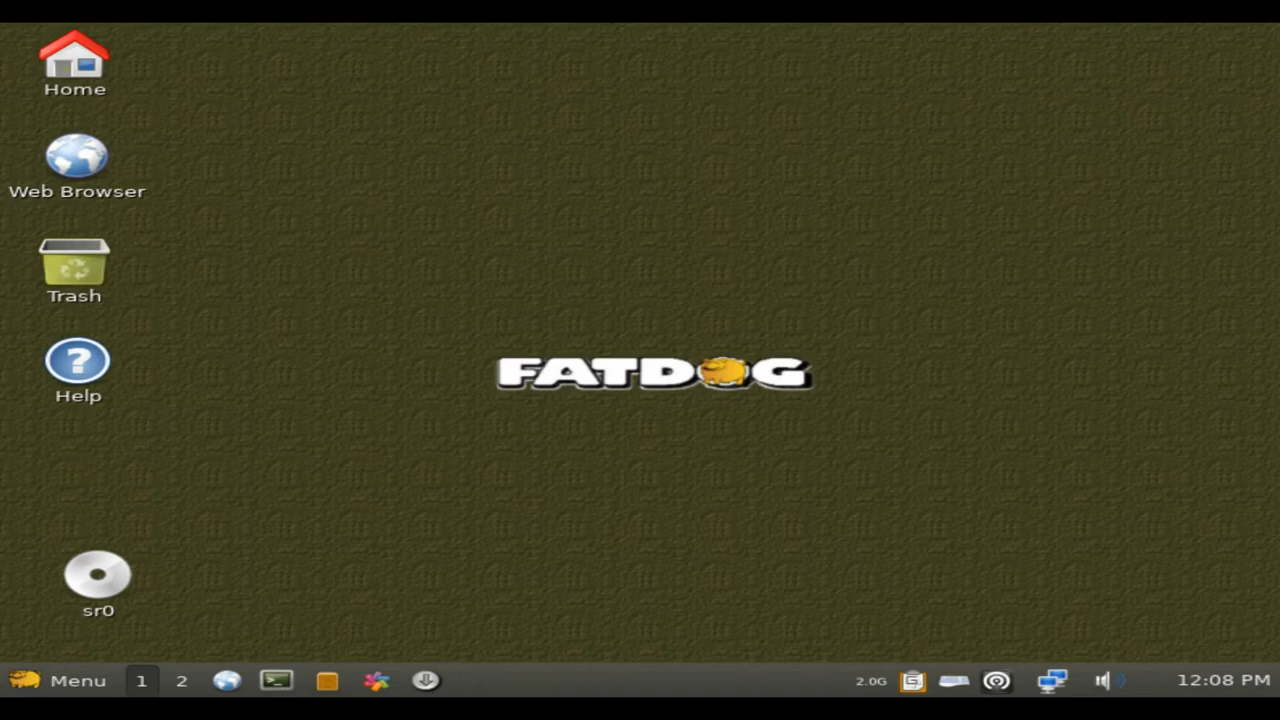 Home
Web Browser
Trash
Help
FATDOG
sr0
Menu 1 2 2.0G 12:08 PM